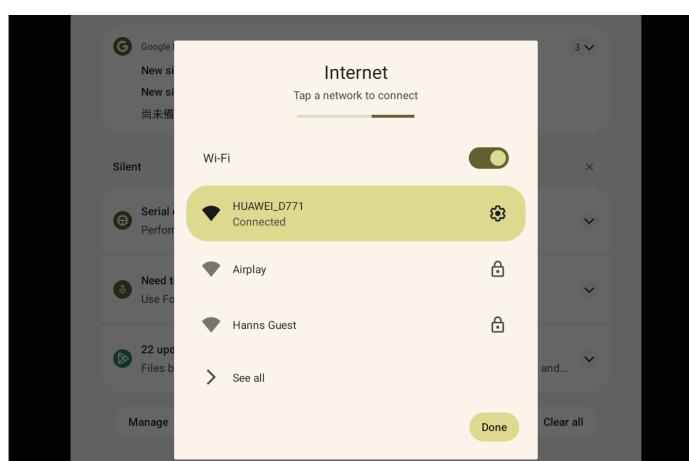 Google
3
New si
New si
尚未備
Internet
Tap a network to connect
Silent
Wi-Fi
HUAWEI_D771
Connected
Serial
Perforn
Airplay
Need t
Use Fo
Hanns Guest
22 upd
Files b
and...
See all
Manage
Done
Clear all